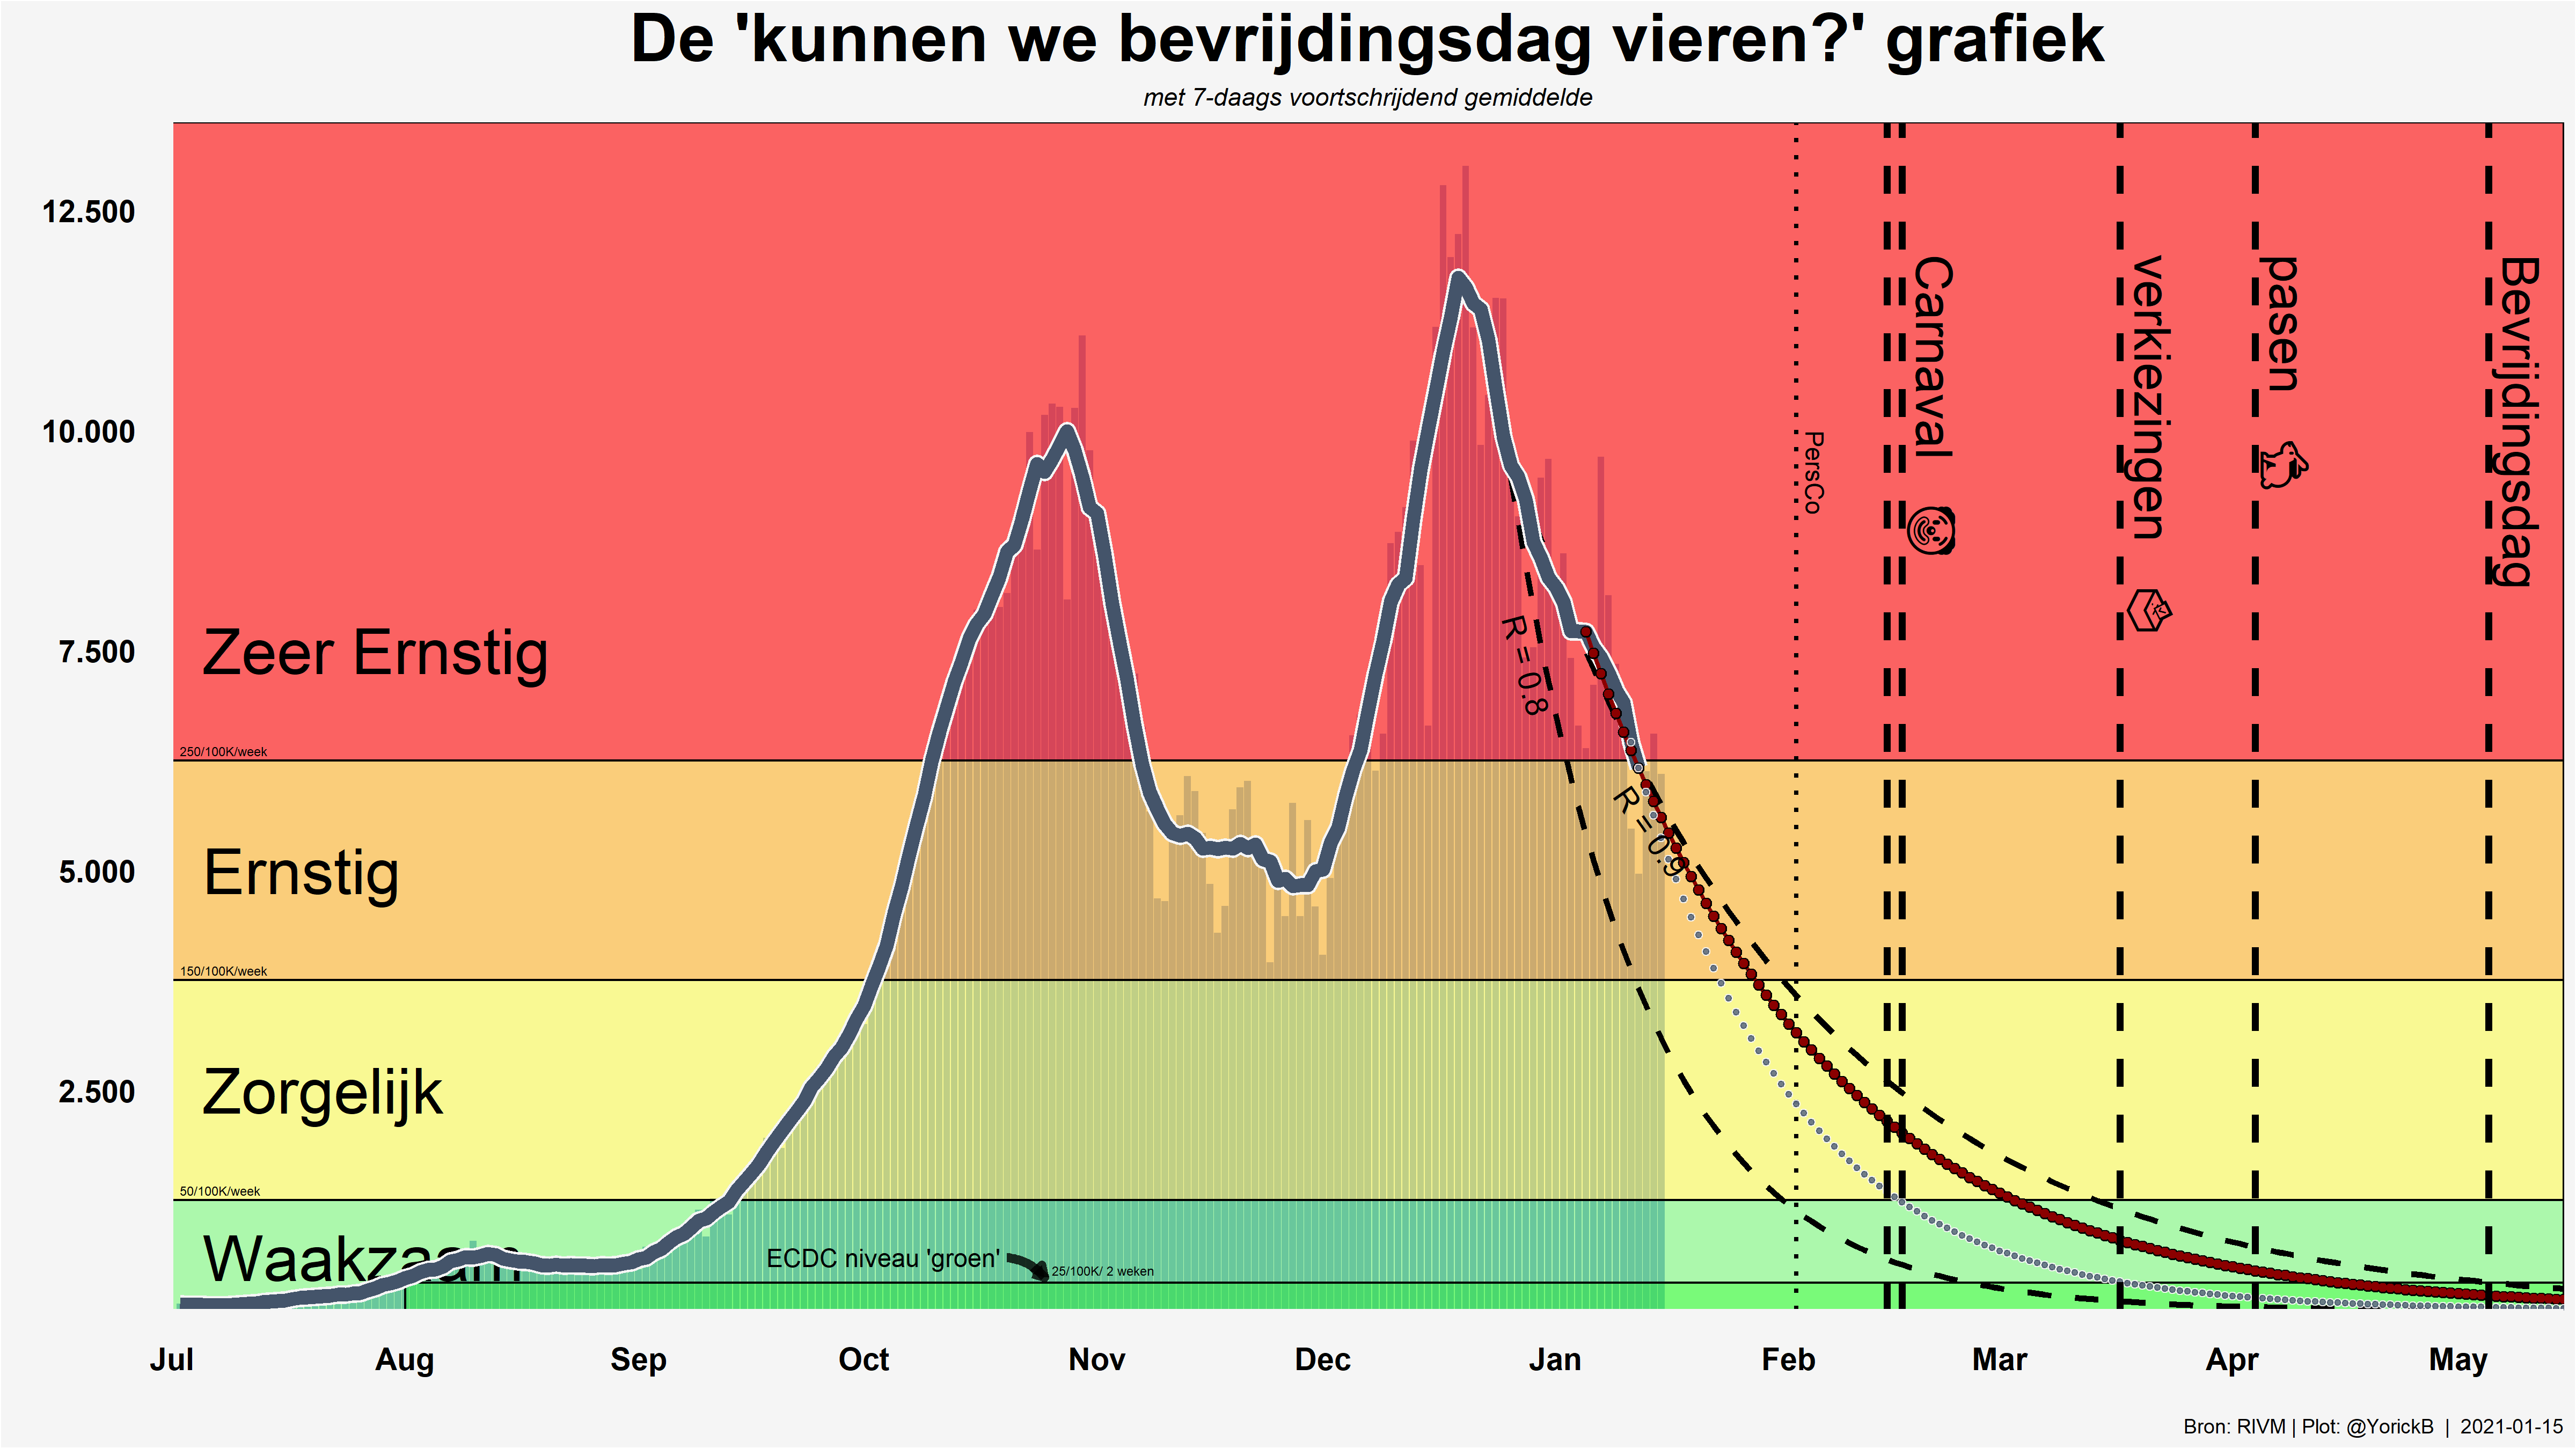 De 'kunnen we bevrijdingsdag vieren?' grafiek
met 7-daags voortschrijdend gemiddelde
12.500
10.000
7.500
5.000
2.500
Zeer Ernstig
250/100K/week
Ernstig
150/100K/week
Zorgelijk
50/100K/week
Waakzaam
ECDC niveau 'groen'
25/100K/ 2 weken
R = 0.8
R = 0.9
PersCo
Carnaval
verkiezingen
pasen
Bevrijdingsdag
Jul
Aug
Sep
Oct
Nov
Dec
Jan
Feb
Mar
Apr
May
Bron: RIVM | Plot: @YorickB | 2021-01-15